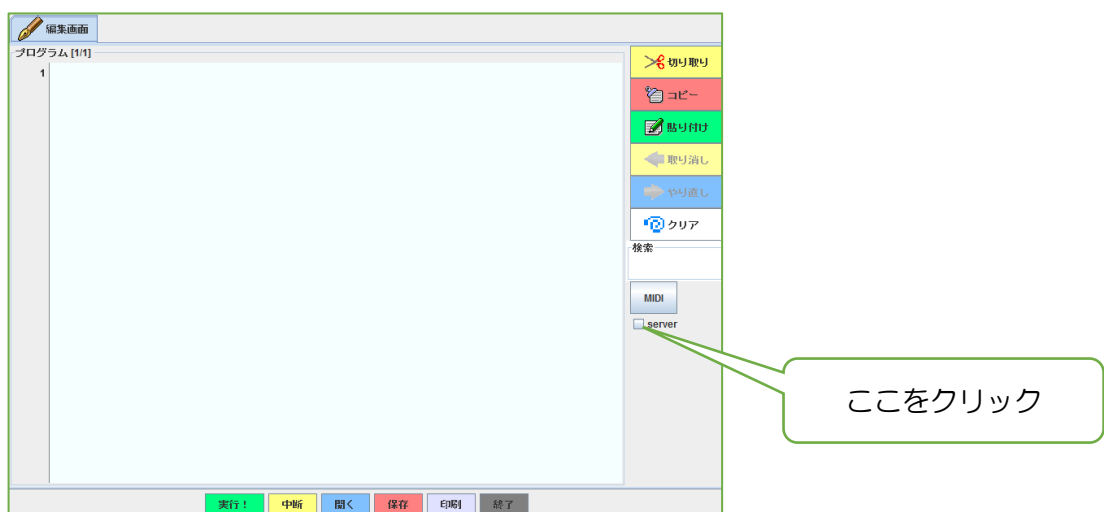 編集画面
プログラム [1/1]
1
切り取り
コピー
貼り付け
取り消し
やり直し
クリア
検索
MIDI
server
ここをクリック
実行！ 中断 開く 保存 印刷 終了